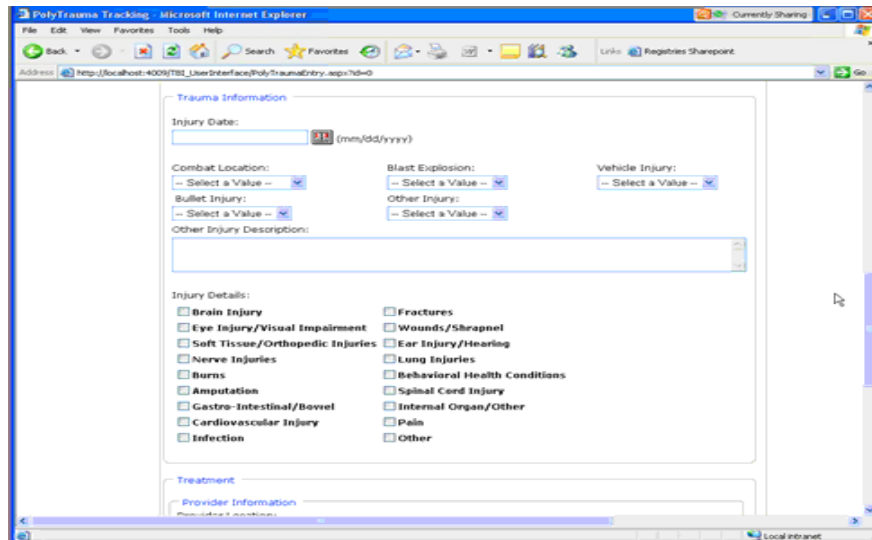 PolyTrauma Tracking - Microsoft Internet Explorer
Currently Sharing
File Edit View Favorites Tools Help
Back Search Favorites Links Registries Sharepoint
Address http://localhost:4009/TBI_UserInterface/PolyTraumaEntry.aspx?id=0 Go
Trauma Information
Injury Date:
(mm/dd/yyyy)
Combat Location: Blast Explosion: Vehicle Injury:
-- Select a Value -- -- Select a Value -- -- Select a Value --
Bullet Injury: Other Injury:
-- Select a Value -- -- Select a Value --
Other Injury Description:
Injury Details:
Brain Injury Fractures
Eye Injury/Visual Impairment Wounds/Shrapnel
Soft Tissue/Orthopedic Injuries Ear Injury/Hearing
Nerve Injuries Lung Injuries
Burns Behavioral Health Conditions
Amputation Spinal Cord Injury
Gastro-Intestinal/Bowel Internal Organ/Other
Cardiovascular Injury Pain
Infection Other
Treatment
Provider Information
Provider Location:
Local intranet